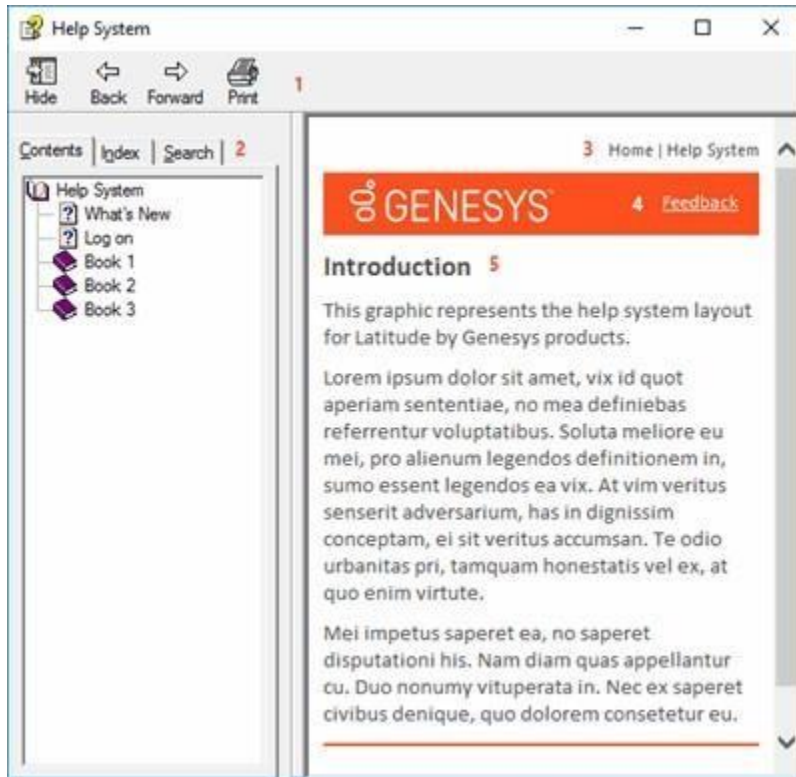 Help System
Hide Back Forward Print 1
Contents Index Search 2
Help System
What's New
Log on
Book 1
Book 2
Book 3
3 Home | Help System
GENESYS 4 Feedback
Introduction 5
This graphic represents the help system layout
for Latitude by Genesys products.
Lorem ipsum dolor sit amet, vix id quot
aperiam sententiae, no mea definiebas
referrentur voluptatibus. Soluta meliore eu
mei, pro alienum legendos definitionem in,
sumo essent legendos ea vix. At vim veritus
senserit adversarium, has in dignissim
conceptam, ei sit veritus accumsan. Te odio
urbanitas pri, tamquam honestatis vel ex, at
quo enim virtute.
Mei impetus saperet ea, no saperet
disputationi his. Nam diam quas appellantur
cu. Duo nonumy vituperata in. Nec ex saperet
civibus denique, quo dolorem consetetur eu.